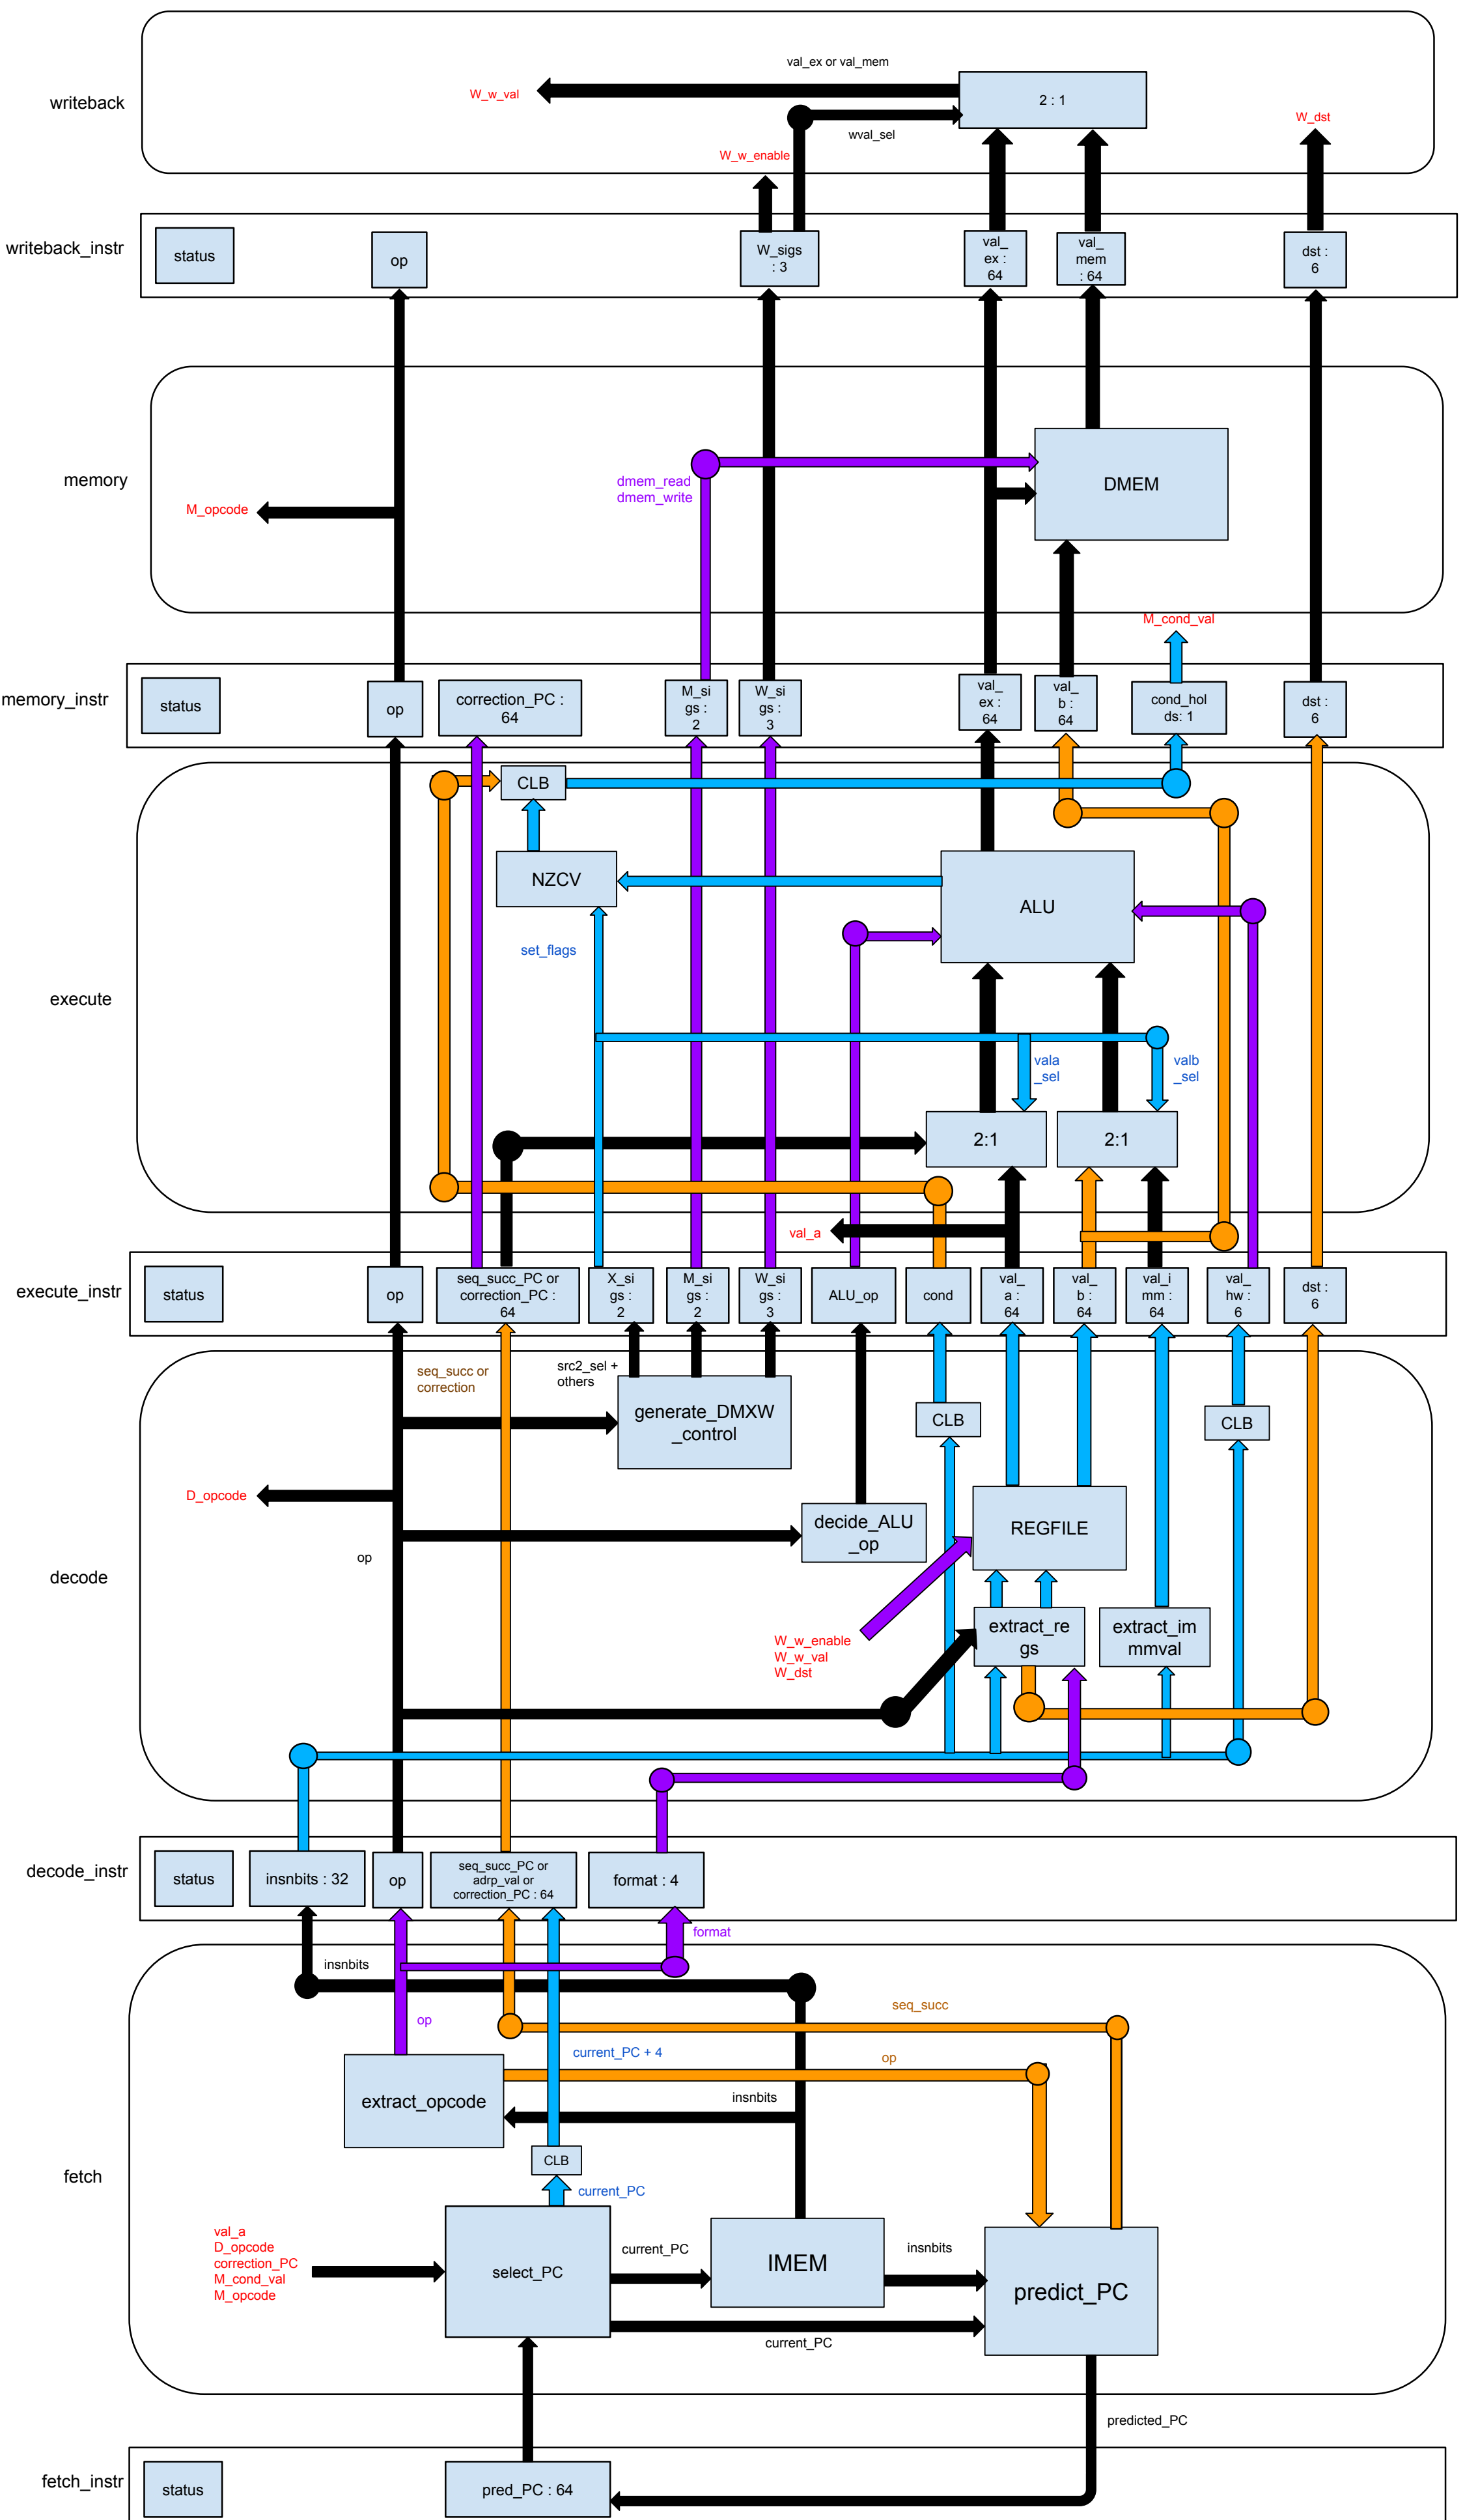 val_ex or val_mem
writeback
W_w_val
2 : 1
wval_sel
W_dst
W_w_enable
writeback_instr
status
op
W_sigs
: 3
val_
ex :
64
val_
mem
: 64
dst :
6
memory
dmem_read
dmem_write
DMEM
M_opcode
M_cond_val
memory_instr
status
op
correction_PC :
64
M_si
gs :
2
W_si
gs :
3
val_
ex :
64
val_
b :
64
cond_hol
ds: 1
dst :
6
CLB
NZCV
ALU
set_flags
execute
vala
_sel
valb
_sel
2:1
2:1
val_a
execute_instr
status
op
seq_succ_PC or
correction_PC :
64
X_si
gs :
2
M_si
gs :
2
W_si
gs :
3
ALU_op
cond
val_
a :
64
val_
b :
64
val_i
mm :
64
val_
hw :
6
dst :
6
seq_succ or
correction
src2_sel +
others
generate_DMXW
_control
CLB
CLB
D_opcode
decide_ALU
_op
REGFILE
op
decode
extract_re
gs
extract_im
mval
W_w_enable
W_w_val
W_dst
decode_instr
status
insnbits : 32
op
seq_succ_PC or
adrp_val or
correction_PC : 64
format : 4
format
insnbits
seq_succ
op
current_PC + 4
op
extract_opcode
insnbits
CLB
fetch
current_PC
val_a
D_opcode
correction_PC
M_cond_val
M_opcode
select_PC
current_PC
IMEM
insnbits
predict_PC
current_PC
predicted_PC
fetch_instr
status
pred_PC : 64